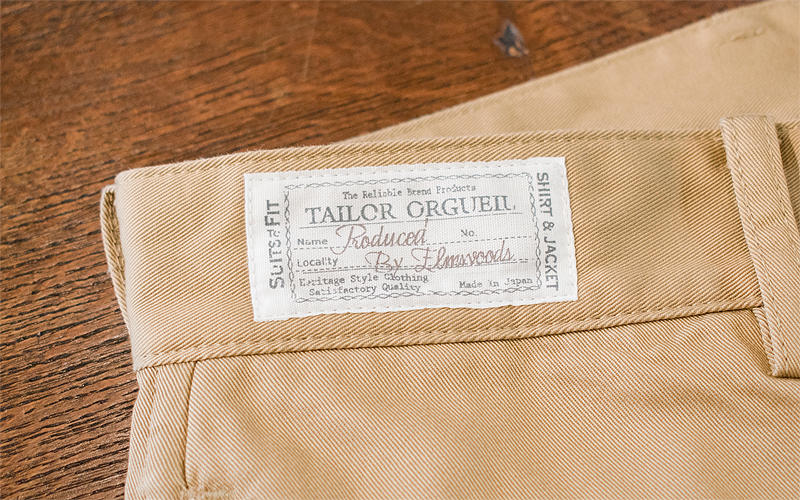 SUITS To FIT
The Reliable Brend Products
TAILOR ORGUEIL
Name Produced No.
Locality By Elmwoods
Heritage Style Clothing
Satisfactory Quality Made In Japan
SHIRT & JACKET